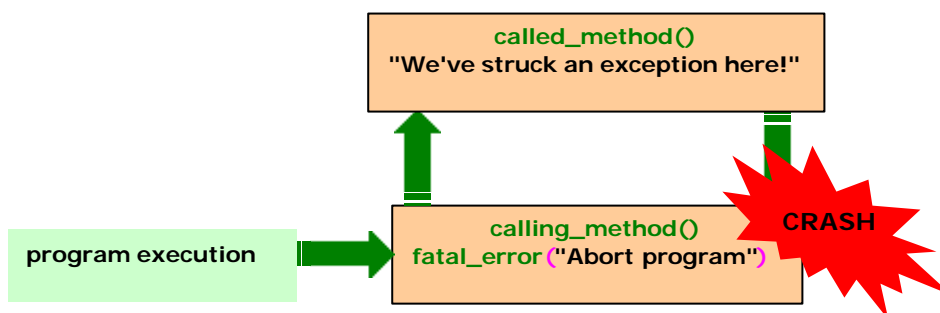 called_method()
"We've struck an exception here!"
CRASH
calling_method()
program execution
fatal_error("Abort program")